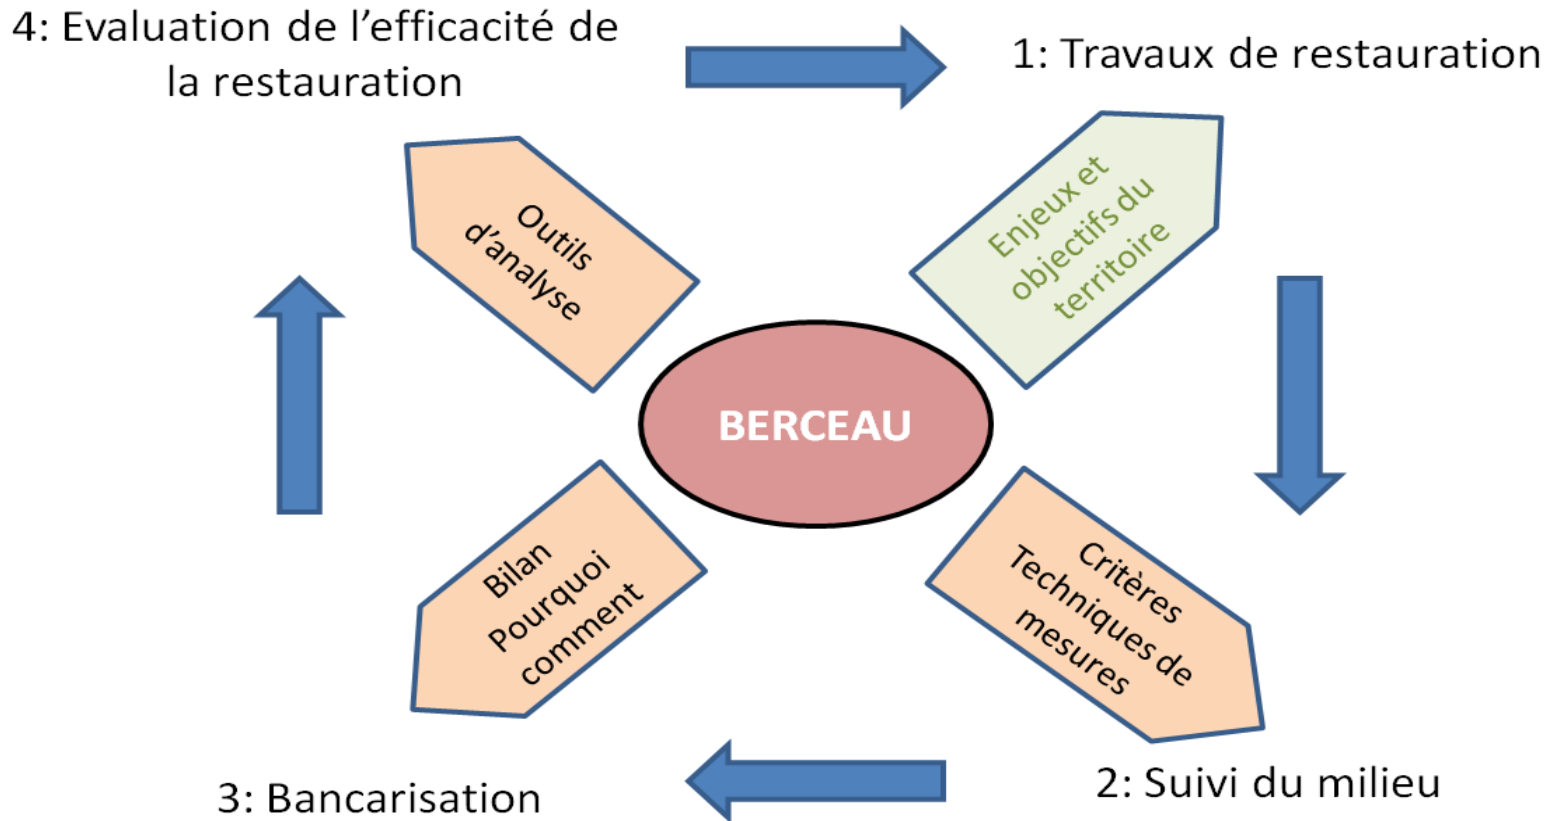 4: Evaluation de l'efficacité de
la restauration
1: Travaux de restauration
Outils
d'analyse
Enjeux et
objectifs du
territoire
BERCEAU
Bilan
Pourquoi
comment
Critères
Techniques de
mesures
3: Bancarisation
2: Suivi du milieu